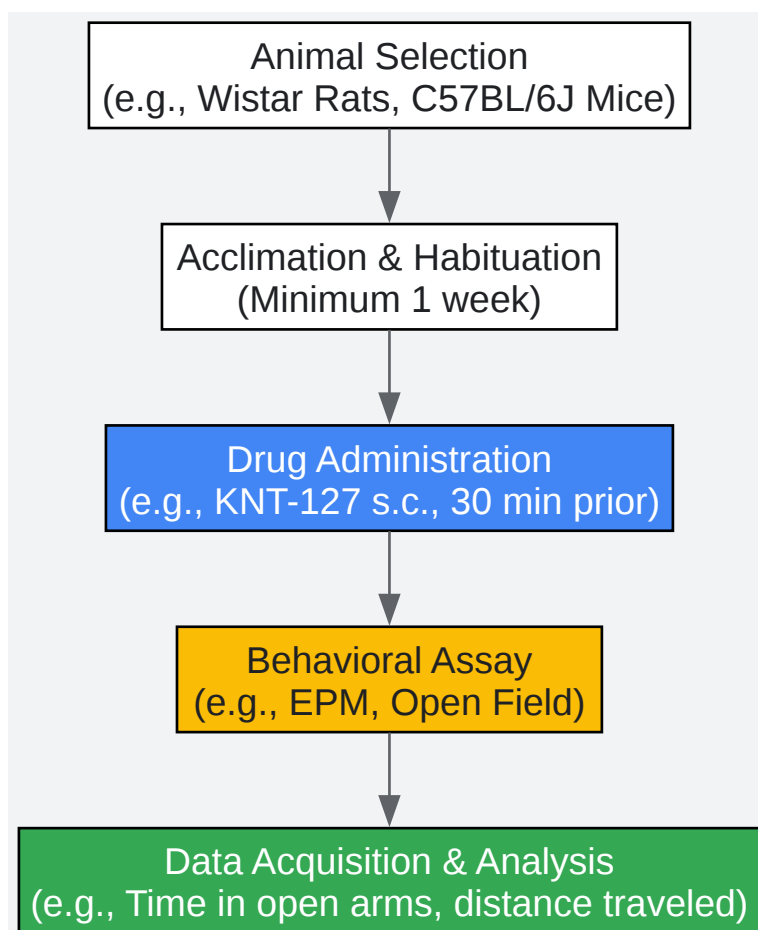 Animal Selection
(e.g., Wistar Rats, C57BL/6J Mice)
Acclimation & Habituation
(Minimum 1 week)
Drug Administration
(e.g., KNT-127 s.c., 30 min prior)
Behavioral Assay
(e.g., EPM, Open Field)
Data Acquisition & Analysis
(e.g., Time in open arms, distance traveled)